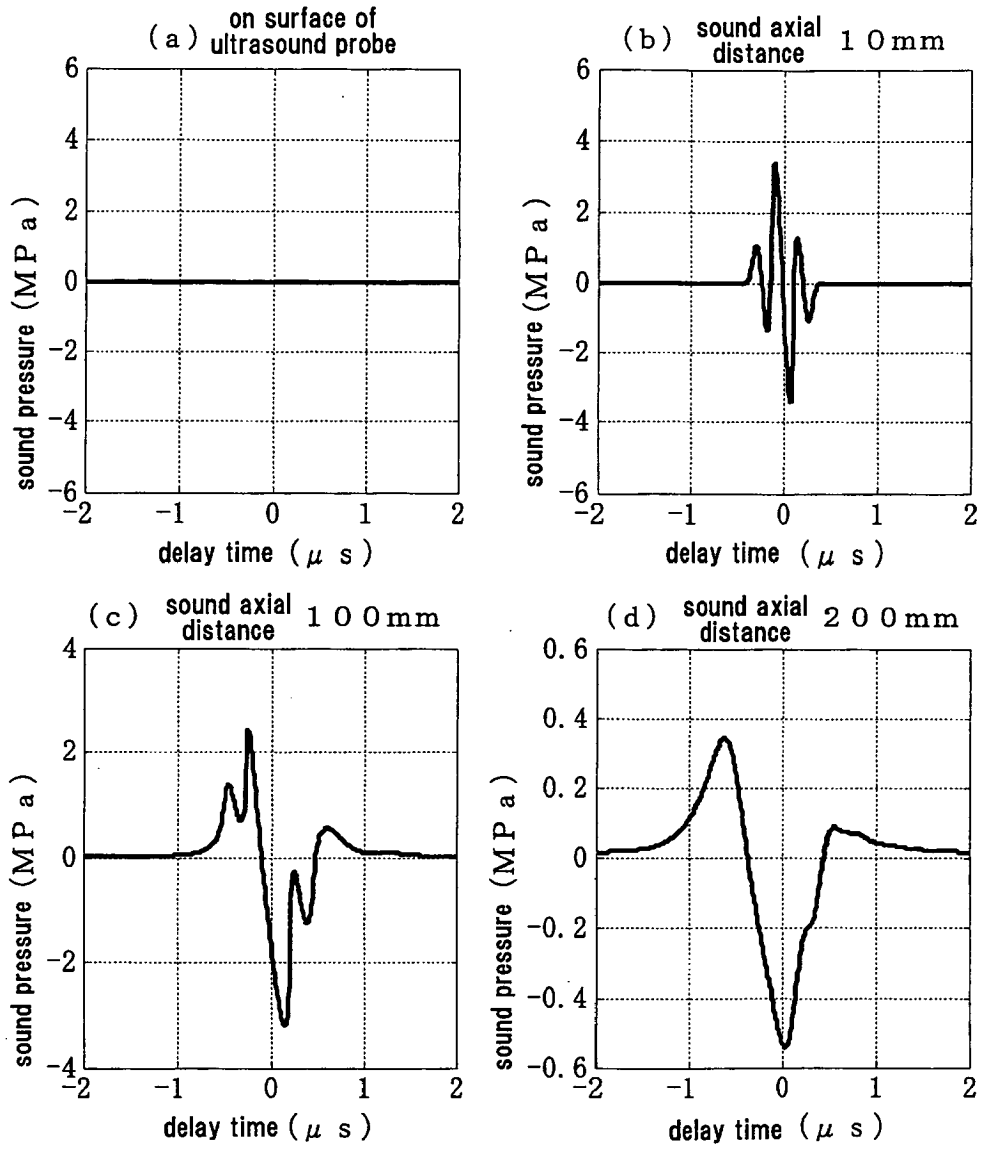 (a) on surface of
ultrasound probe
6
4
2
0
-2
-4
-6
-2 -1 0 1 2
sound pressure (MPa)
delay time (μ s)
(b) sound axial
distance 10mm
6
4
2
0
-2
-4
-6
-2 -1 0 1 2
sound pressure (MPa)
delay time (μ s)
(c) sound axial
distance 100mm
4
2
0
-2
-4
-2 -1 0 1 2
sound pressure (MPa)
delay time (μ s)
(d) sound axial
distance 200mm
0.6
0.4
0.2
0
-0.2
-0.4
-0.6
-2 -1 0 1 2
sound pressure (MPa)
delay time (μ s)